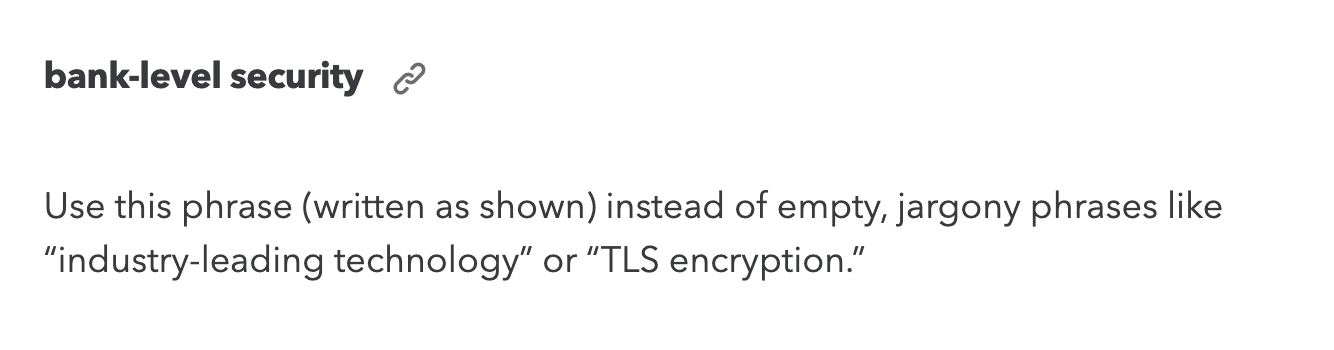 bank-level security
Use this phrase (written as shown) instead of empty, jargony phrases like
“industry-leading technology” or “TLS encryption.”